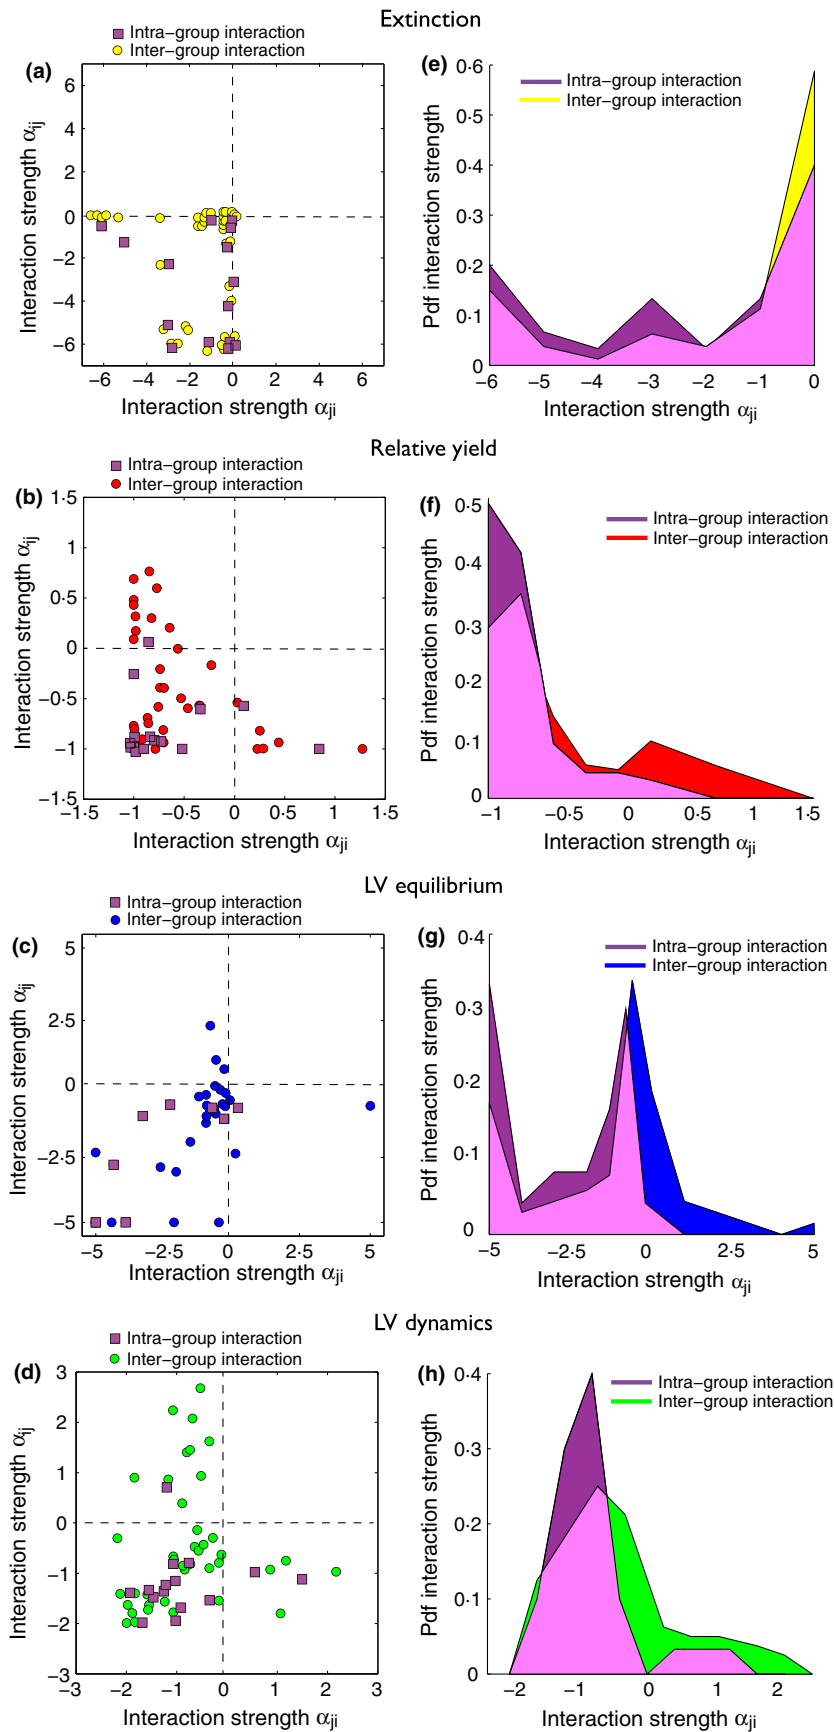 Extinction
Intra−group interaction
Inter−group interaction
(a)
6
4
2
0
−2
−4
−6
−6 −4 −2 0 2 4 6
Interaction strength αij
Interaction strength αji
(e)
Intra−group interaction
Inter−group interaction
0·6
0·5
0·4
0·3
0·2
0·1
0
−6 −5 −4 −3 −2 −1 0
Pdf interaction strength
Interaction strength αji
Relative yield
Intra−group interaction
Inter−group interaction
(b)
1·5
1
0·5
0
−0·5
−1
−1·5
−1·5 −1 −0·5 0 0·5 1 1·5
Interaction strength αij
Interaction strength αji
(f)
Intra−group interaction
Inter−group interaction
0·5
0·4
0·3
0·2
0·1
0
−1 −0·5 0 0·5 1 1·5
Pdf interaction strength
Interaction strength αji
LV equilibrium
Intra−group interaction
Inter−group interaction
(c)
5
2·5
0
−2·5
−5
−5 −2·5 0 2·5 5
Interaction strength αij
Interaction strength αji
(g)
Intra−group interaction
Inter−group interaction
0·4
0·3
0·2
0·1
0
−5 −2·5 0 2·5 5
Pdf interaction strength
Interaction strength αji
LV dynamics
Intra−group interaction
Inter−group interaction
(d)
3
2
1
0
−1
−2
−3
−3 −2 −1 0 1 2 3
Interaction strength αij
Interaction strength αji
(h)
Intra−group interaction
Inter−group interaction
0·4
0·3
0·2
0·1
0
−2 −1 0 1 2
Pdf interaction strength
Interaction strength αji